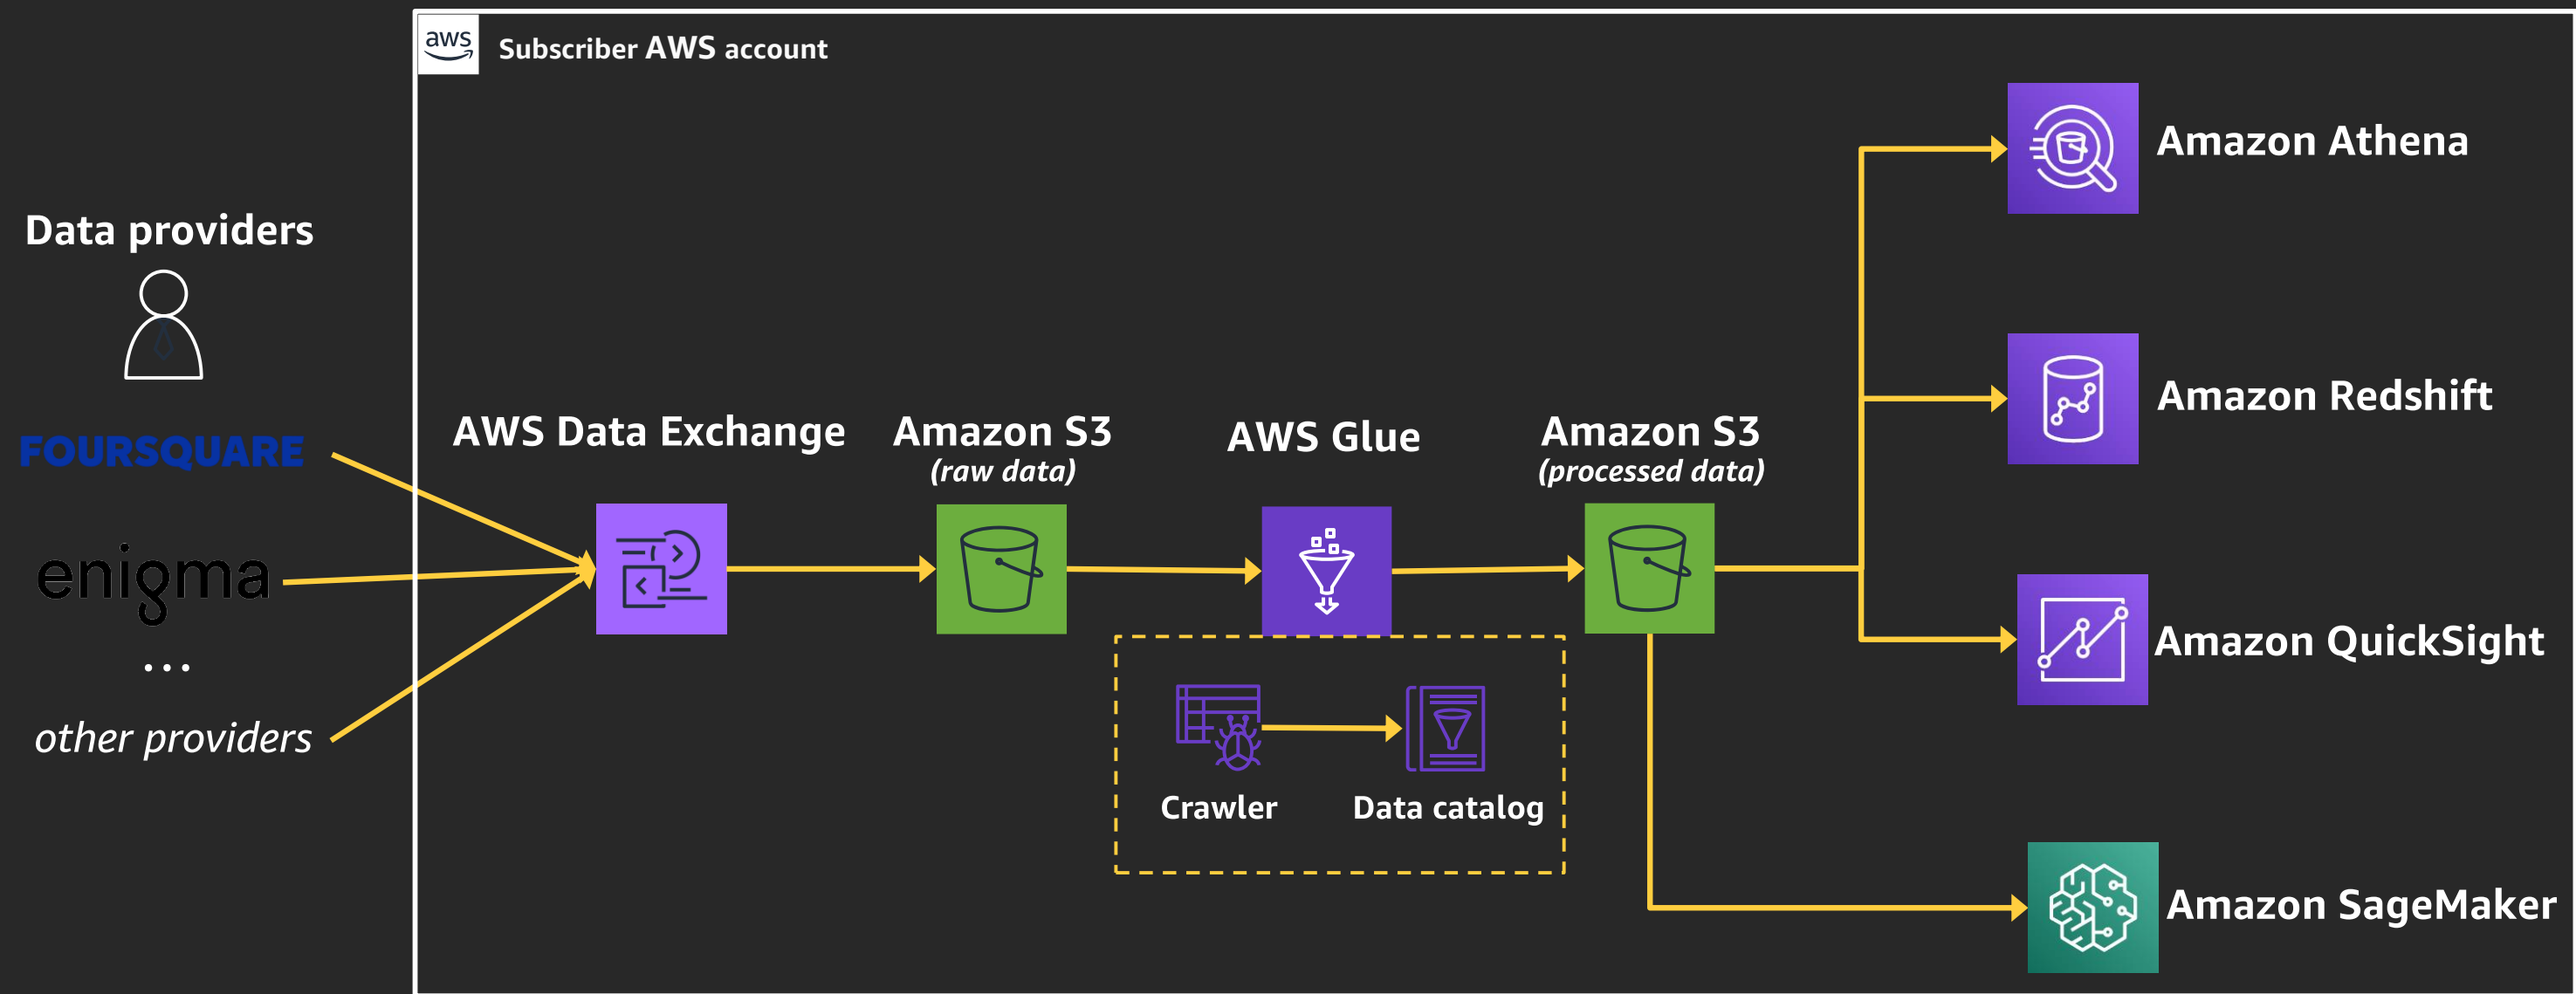 aws
Subscriber AWS account
Data providers
FOURSQUARE
enigma
...
other providers
AWS Data Exchange
Amazon S3
(raw data)
AWS Glue
Crawler
Data catalog
Amazon S3
(processed data)
Amazon Athena
Amazon Redshift
Amazon QuickSight
Amazon SageMaker